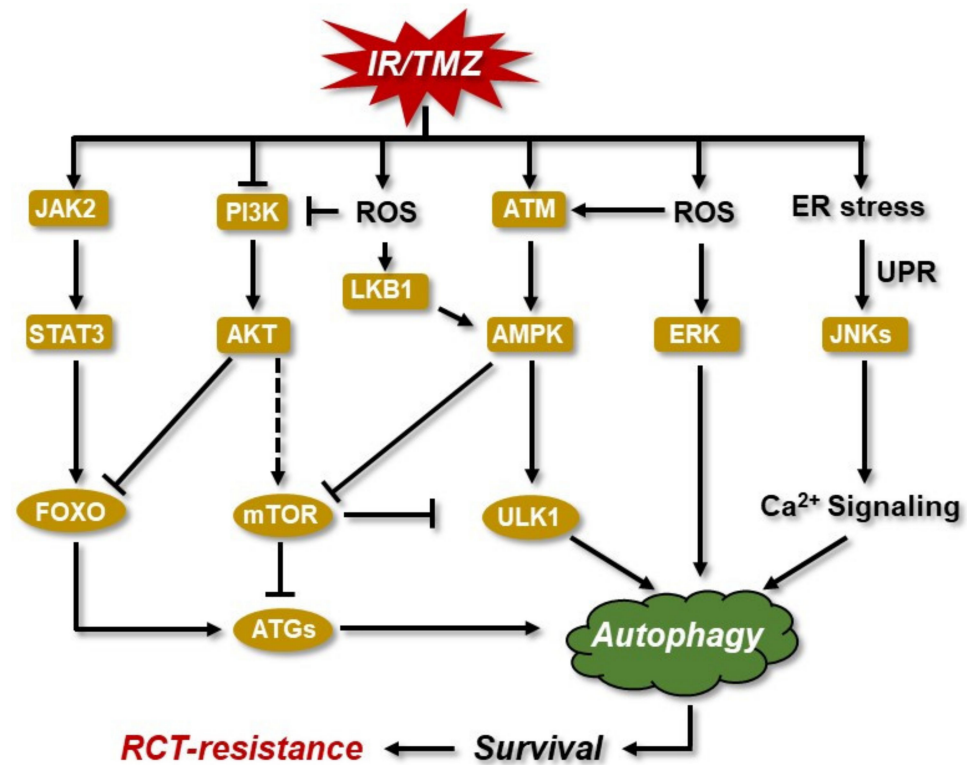 IR/TMZ
JAK2
PI3K
ROS
ATM
ROS
ER stress
UPR
LKB1
STAT3
AKT
AMPK
ERK
JNKs
FOXO
mTOR
ULK1
Ca²⁺ Signaling
ATGs
Autophagy
RCT-resistance
Survival